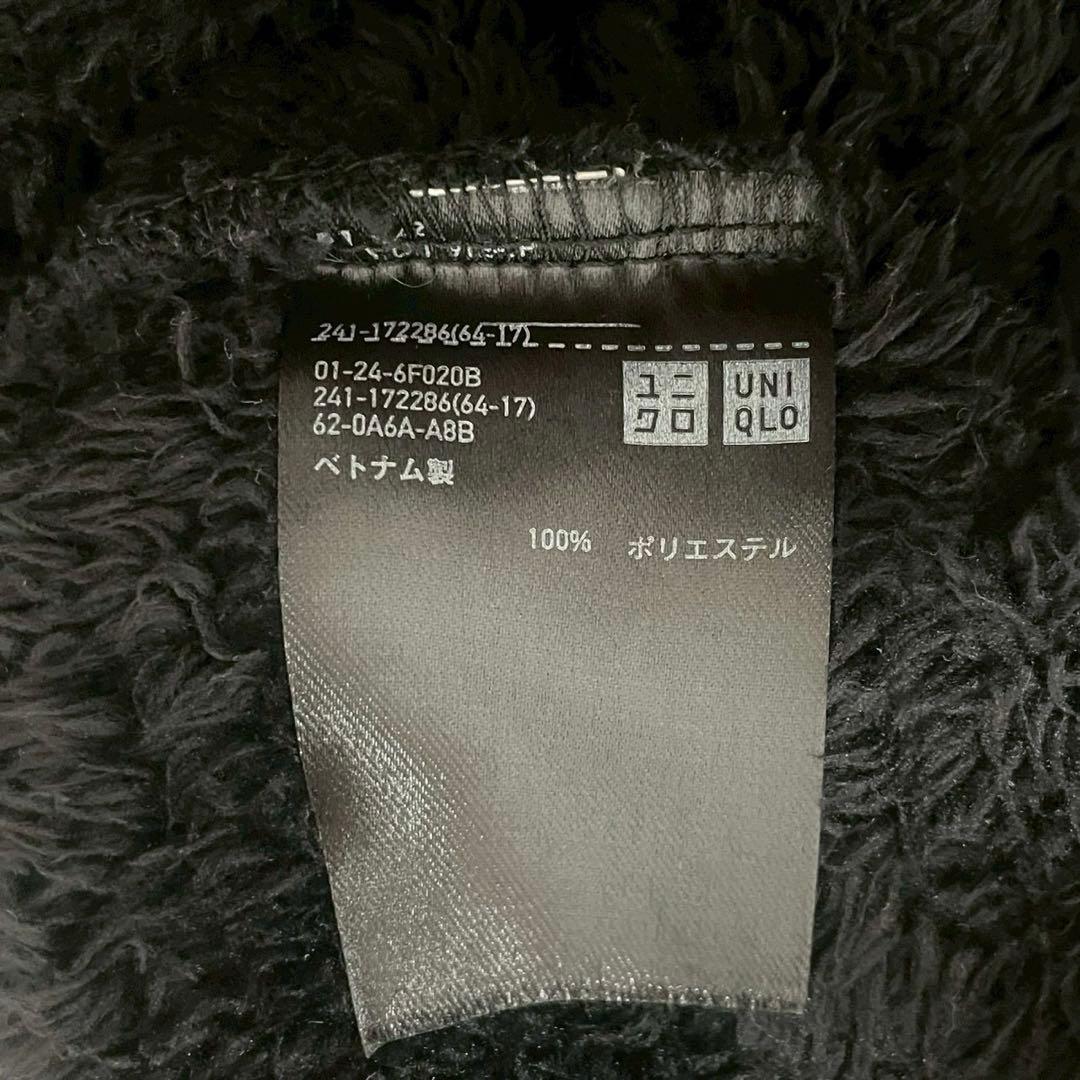 241-172286(64-17)
01-24-6F020B
241-172286(64-17)
62-0A6A-A8B
ベトナム製
ユニ
クロ
UNI
QLO
100% ポリエステル